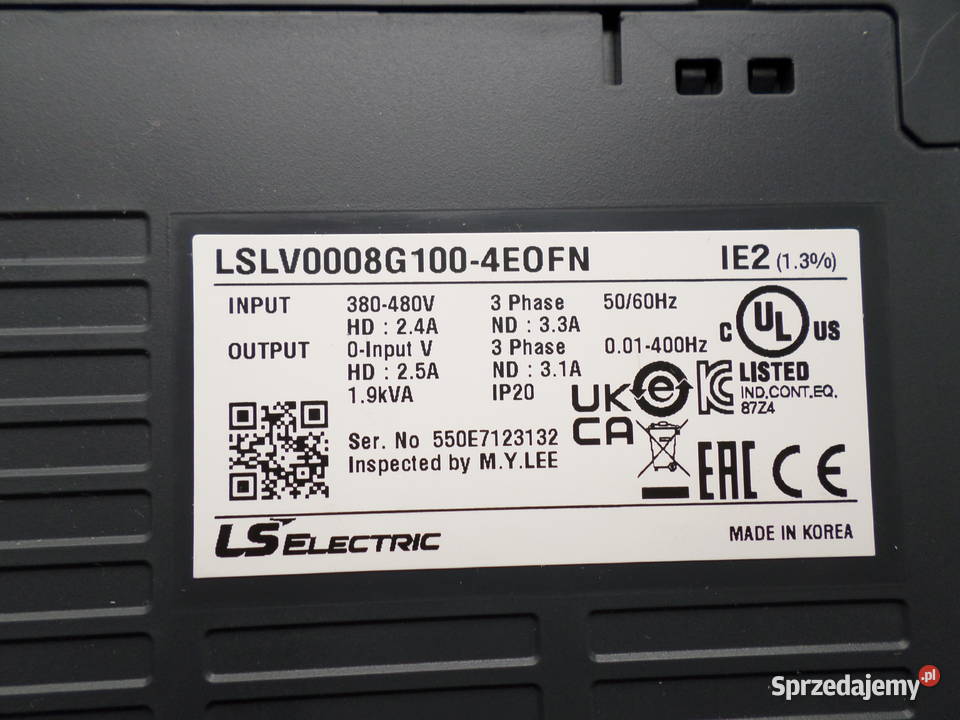 LSLV0008G100-4EOFN IE2 (1.3%)
INPUT 380-480V 3 Phase 50/60Hz
HD : 2.4A ND : 3.3A
OUTPUT 0-Input V 3 Phase 0.01-400Hz
HD : 2.5A ND : 3.1A
1.9kVA IP20
C UL US
LISTED
IND.CONT.EQ.
87Z4
UK
CA
e
KC
EAC CE
Ser. No 550E7123132
Inspected by M.Y.LEE
LS ELECTRIC MADE IN KOREA
Sprzedajemy.pl